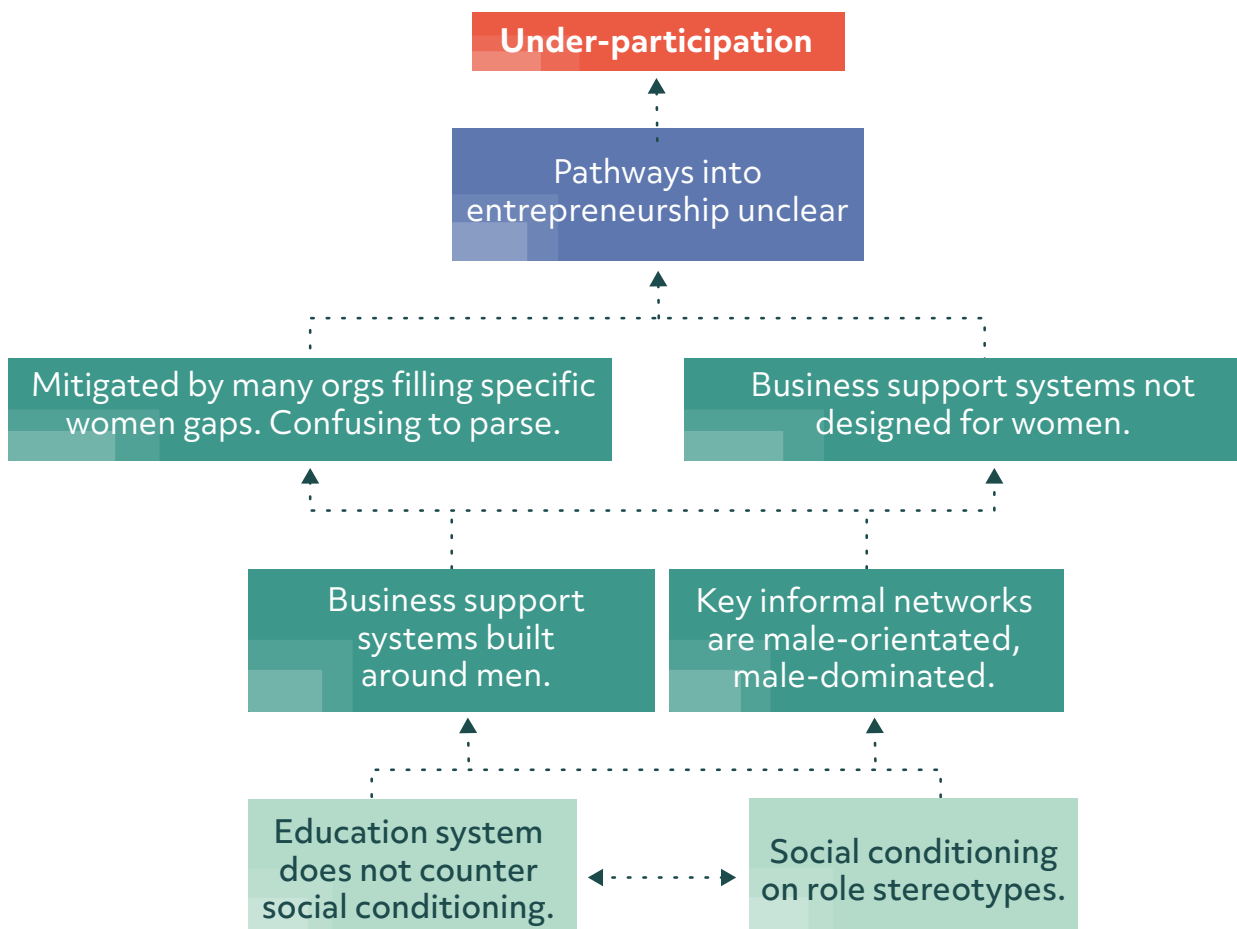 Under-participation
Pathways into
entrepreneurship unclear
Mitigated by many orgs filling specific
women gaps. Confusing to parse.
Business support systems not
designed for women.
Business support
systems built
around men.
Key informal networks
are male-orientated,
male-dominated.
Education system
does not counter
social conditioning.
Social conditioning
on role stereotypes.